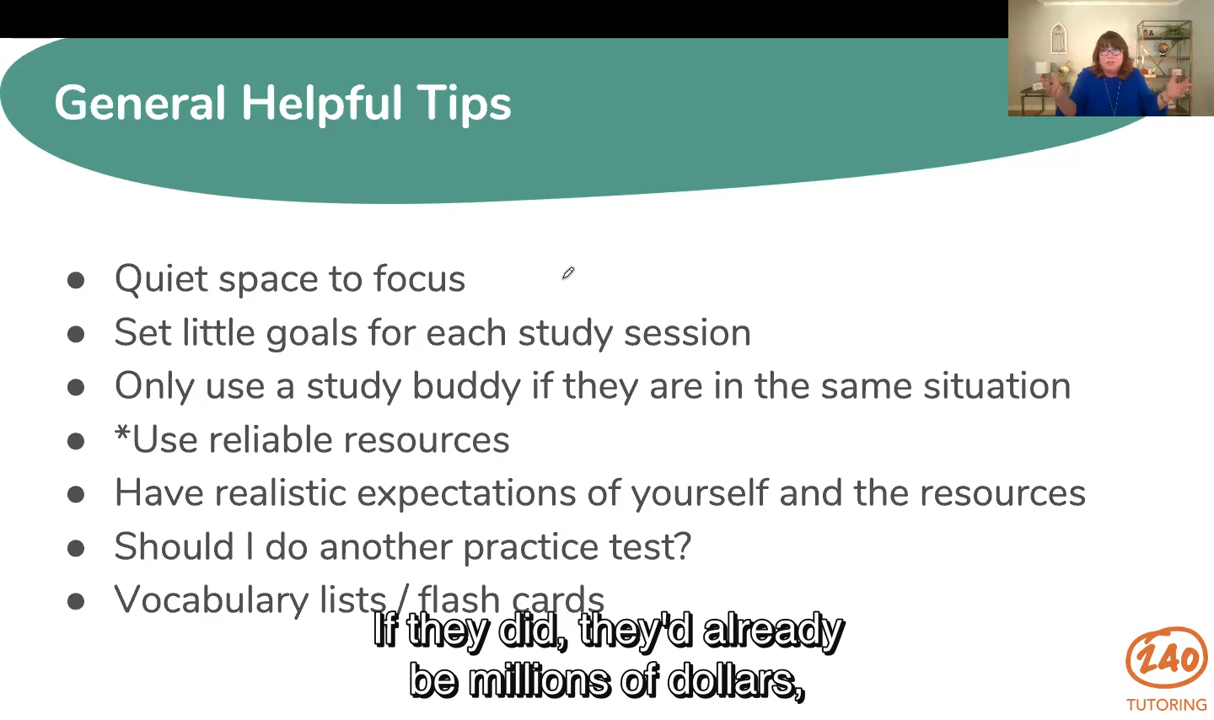 General Helpful Tips
● Quiet space to focus
● Set little goals for each study session
● Only use a study buddy if they are in the same situation
● *Use reliable resources
● Have realistic expectations of yourself and the resources
● Should I do another practice test?
● Vocabulary lists / flash cards
If they did, they'd already
be millions of dollars,
240
TUTORING